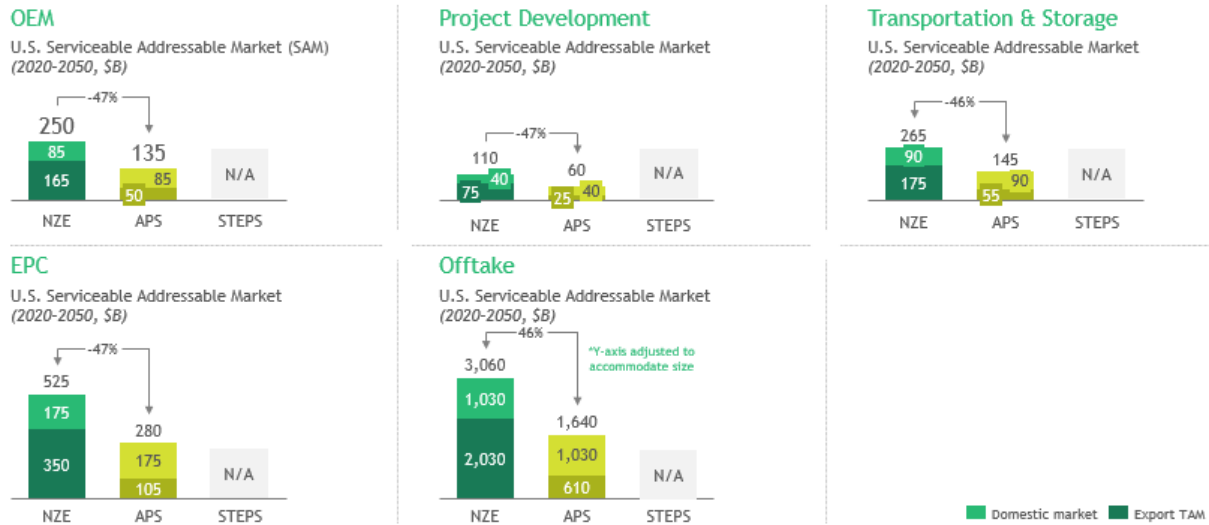 OEM
U.S. Serviceable Addressable Market (SAM)
(2020-2050, $B)
-47%
250
85
165
135
85
50
N/A
NZE APS STEPS
Project Development
U.S. Serviceable Addressable Market
(2020-2050, $B)
-47%
110
40
75
60
40
25
N/A
NZE APS STEPS
Transportation & Storage
U.S. Serviceable Addressable Market
(2020-2050, $B)
-46%
265
90
175
145
90
55
N/A
NZE APS STEPS
EPC
U.S. Serviceable Addressable Market
(2020-2050, $B)
-47%
525
175
350
280
175
105
N/A
NZE APS STEPS
Offtake
U.S. Serviceable Addressable Market
(2020-2050, $B)
46%
*Y-axis adjusted to
accommodate size
3,060
1,030
2,030
1,640
1,030
610
N/A
NZE APS STEPS
Domestic market Export TAM